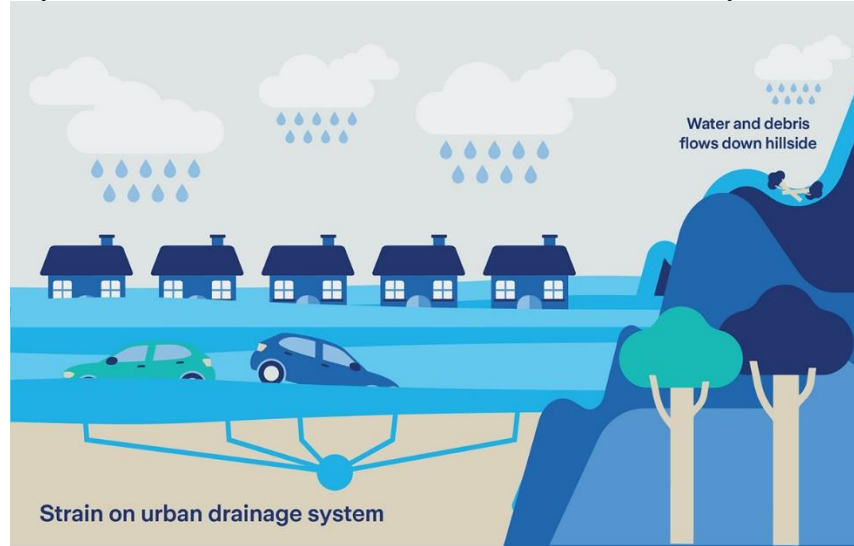 Water and debris
flows down hillside
Strain on urban drainage system